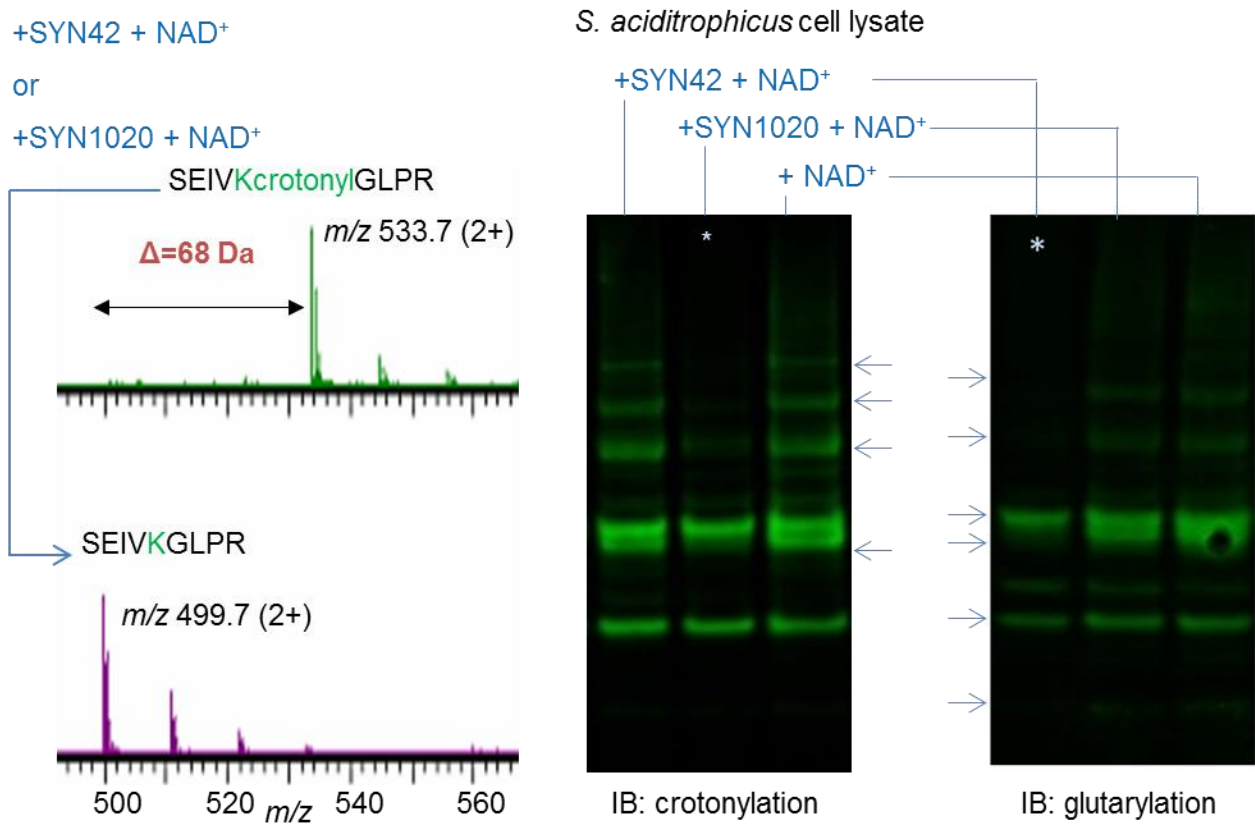 +SYN42 + NAD⁺
or
+SYN1020 + NAD⁺
SEIVKcrotonylGLPR
m/z 533.7 (2+)
Δ=68 Da
SEIVKGLPR
m/z 499.7 (2+)
500 520 m/z 540 560
S. aciditrophicus cell lysate
+SYN42 + NAD⁺
+SYN1020 + NAD⁺
+ NAD⁺
*
*
IB: crotonylation
IB: glutarylation